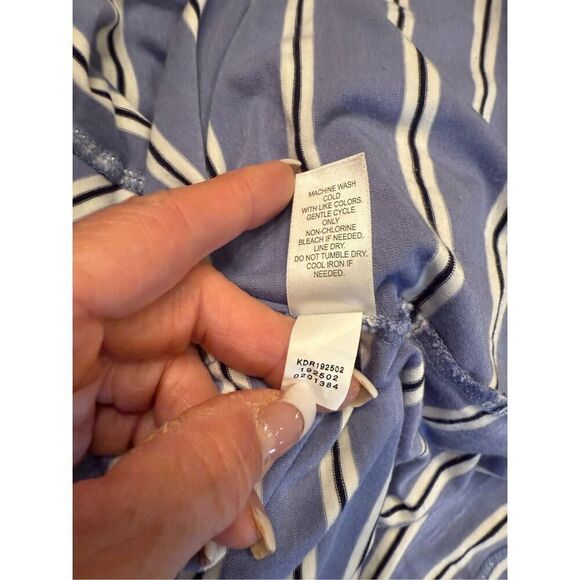 MACHINE WASH
COLD
WITH LIKE COLORS.
GENTLE CYCLE
ONLY
NON-CHLORINE
BLEACH IF NEEDED.
LINE DRY.
DO NOT TUMBLE DRY.
COOL IRON IF
NEEDED.
KDR192502
192502
0201384